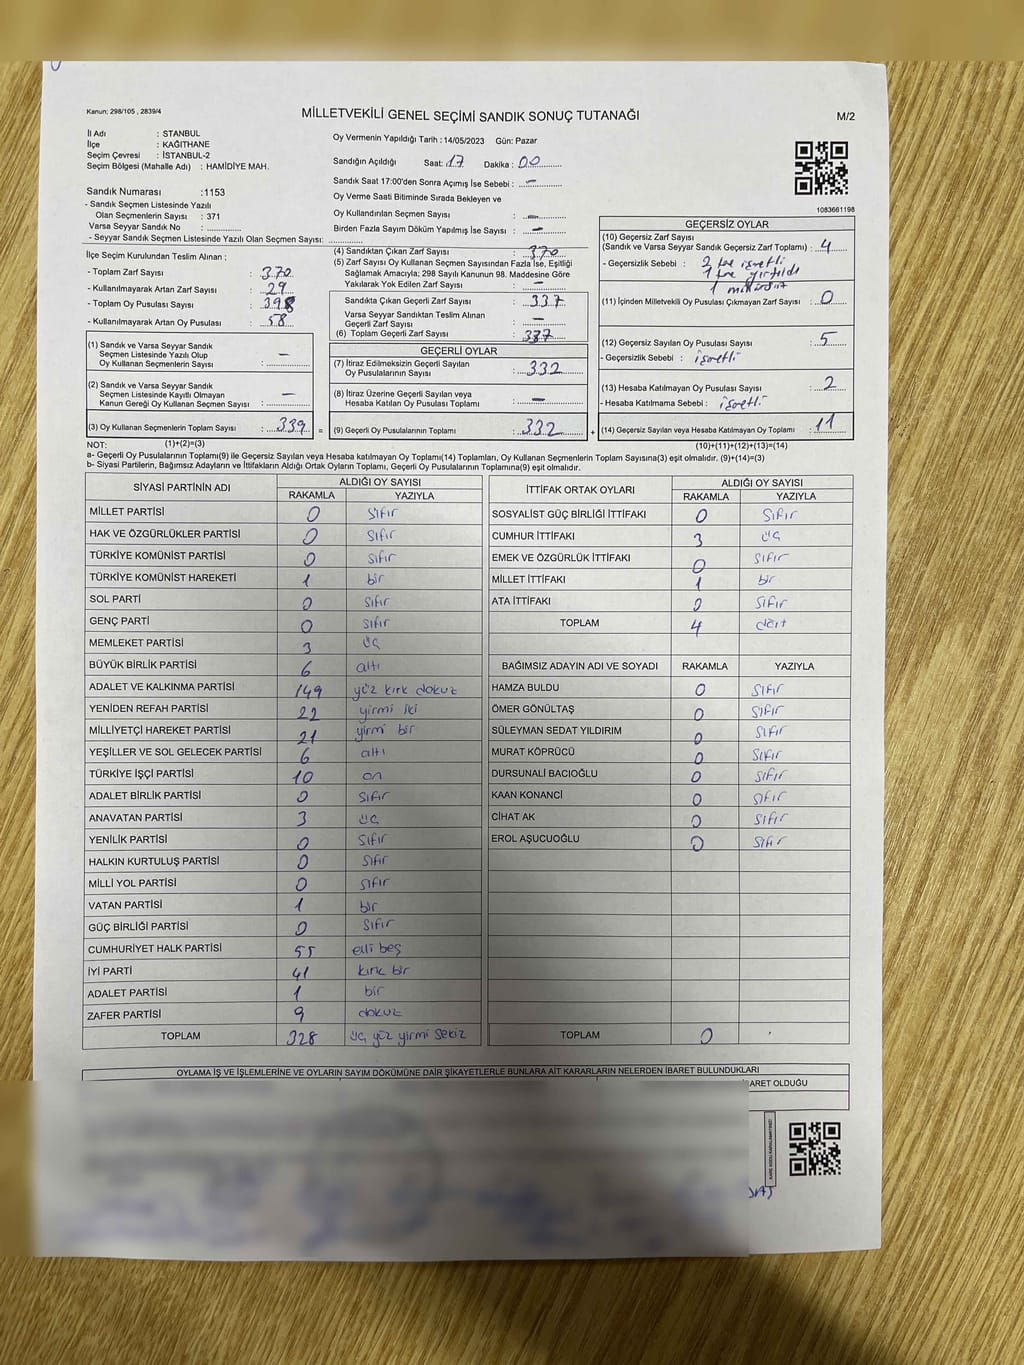 Kanun: 298/105 , 2839/4
MİLLETVEKİLİ GENEL SEÇİMİ SANDIK SONUÇ TUTANAĞI
M/2
İl Adı : STANBUL
İlçe : KAĞITHANE
Seçim Çevresi : İSTANBUL-2
Seçim Bölgesi (Mahalle Adı) : HAMİDİYE MAH.
Sandık Numarası :1153
- Sandık Seçmen Listesinde Yazılı
Olan Seçmenlerin Sayısı : 371
Varsa Seyyar Sandık No : ............
- Seyyar Sandık Seçmen Listesinde Yazılı Olan Seçmen Sayısı: ............
Oy Vermenin Yapıldığı Tarih : 14/05/2023 Gün: Pazar
Sandığın Açıldığı Saat: 17 Dakika : 00
Sandık Saat 17:00'den Sonra Açımış İse Sebebi : -
Oy Verme Saati Bitiminde Sırada Bekleyen ve
Oy Kullandırılan Seçmen Sayısı : -
Birden Fazla Sayım Döküm Yapılmış İse Sayısı : -
1083661198
İlçe Seçim Kurulundan Teslim Alınan :
- Toplam Zarf Sayısı : 370
- Kullanılmayarak Artan Zarf Sayısı : 29
- Toplam Oy Pusulası Sayısı : 398
- Kullanılmayarak Artan Oy Pusulası : 58
(1) Sandık ve Varsa Seyyar Sandık
Seçmen Listesinde Yazılı Olup
Oy Kullanan Seçmenlerin Sayısı : -
(2) Sandık ve Varsa Seyyar Sandık
Seçmen Listesinde Kayıtlı Olmayan
Kanun Gereği Oy Kullanan Seçmen Sayısı : -
(3) Oy Kullanan Seçmenlerin Toplam Sayısı : 339 =
(4) Sandıktan Çıkan Zarf Sayısı : 370
(5) Zarf Sayısı Oy Kullanan Seçmen Sayısından Fazla İse, Eşitliği
Sağlamak Amacıyla; 298 Sayılı Kanunun 98. Maddesine Göre
Yakılarak Yok Edilen Zarf Sayısı : -
Sandıkta Çıkan Geçerli Zarf Sayısı : 337
Varsa Seyyar Sandıktan Teslim Alınan
Geçerli Zarf Sayısı : -
(6) Toplam Geçerli Zarf Sayısı : 337
GEÇERLİ OYLAR
(7) İtiraz Edilmeksizin Geçerli Sayılan
Oy Pusulalarının Sayısı : 332
(8) İtiraz Üzerine Geçerli Sayılan veya
Hesaba Katılan Oy Pusulası Toplamı : -
(9) Geçerli Oy Pusulalarının Toplamı : 332 +
GEÇERSİZ OYLAR
(10) Geçersiz Zarf Sayısı
(Sandık ve Varsa Seyyar Sandık Geçersiz Zarf Toplamı) : 4
- Geçersizlik Sebebi : 2 tne işretli
1 tne yırtıldı
1
(11) İçinden Milletvekili Oy Pusulası Çıkmayan Zarf Sayısı : 0
(12) Geçersiz Sayılan Oy Pusulası Sayısı : 5
- Geçersizlik Sebebi : işretli
(13) Hesaba Katılmayan Oy Pusulası Sayısı : 2
- Hesaba Katılmama Sebebi : işretli
(14) Geçersiz Sayılan veya Hesaba Katılmayan Oy Toplamı : 11
NOT: (1)+(2)=(3) (10)+(11)+(12)+(13)=(14)
a- Geçerli Oy Pusulalarının Toplamı(9) ile Geçersiz Sayılan veya Hesaba katılmayan Oy Toplamı(14) Toplamları, Oy Kullanan Seçmenlerin Toplam Sayısına(3) eşit olmalıdır. (9)+(14)=(3)
b- Siyasi Partilerin, Bağımsız Adayların ve İttifakların Aldığı Ortak Oyların Toplamı, Geçerli Oy Pusulalarının Toplamına(9) eşit olmalıdır.
SİYASİ PARTİNİN ADI ALDIĞI OY SAYISI
RAKAMLA YAZIYLA
MİLLET PARTİSİ 0 sıfır
HAK VE ÖZGÜRLÜKLER PARTİSİ 0 sıfır
TÜRKİYE KOMÜNİST PARTİSİ 0 sıfır
TÜRKİYE KOMÜNİST HAREKETİ 1 bir
SOL PARTİ 0 sıfır
GENÇ PARTİ 0 sıfır
MEMLEKET PARTİSİ 3 üç
BÜYÜK BİRLİK PARTİSİ 6 altı
ADALET VE KALKINMA PARTİSİ 149 yüz kırk dokuz
YENİDEN REFAH PARTİSİ 22 yirmi iki
MİLLİYETÇİ HAREKET PARTİSİ 21 yirmi bir
YEŞİLLER VE SOL GELECEK PARTİSİ 6 altı
TÜRKİYE İŞÇİ PARTİSİ 10 on
ADALET BİRLİK PARTİSİ 0 sıfır
ANAVATAN PARTİSİ 3 üç
YENİLİK PARTİSİ 0 sıfır
HALKIN KURTULUŞ PARTİSİ 0 sıfır
MİLLİ YOL PARTİSİ 0 sıfır
VATAN PARTİSİ 1 bir
GÜÇ BİRLİĞİ PARTİSİ 0 sıfır
CUMHURİYET HALK PARTİSİ 55 elli beş
İYİ PARTİ 41 kırk bir
ADALET PARTİSİ 1 bir
ZAFER PARTİSİ 9 dokuz
TOPLAM 328 üç yüz yirmi sekiz
İTTİFAK ORTAK OYLARI ALDIĞI OY SAYISI
RAKAMLA YAZIYLA
SOSYALİST GÜÇ BİRLİĞİ İTTİFAKI 0 sıfır
CUMHUR İTTİFAKI 3 üç
EMEK VE ÖZGÜRLÜK İTTİFAKI 0 sıfır
MİLLET İTTİFAKI 1 bir
ATA İTTİFAKI 0 sıfır
TOPLAM 4 dört
BAĞIMSIZ ADAYIN ADI VE SOYADI RAKAMLA YAZIYLA
HAMZA BULDU 0 sıfır
ÖMER GÖNÜLTAŞ 0 sıfır
SÜLEYMAN SEDAT YILDIRIM 0 sıfır
MURAT KÖPRÜCÜ 0 sıfır
DURSUNALİ BACIOĞLU 0 sıfır
KAAN KONANCİ 0 sıfır
CİHAT AK 0 sıfır
EROL AŞUCUOĞLU 0 sıfır
TOPLAM 0
OYLAMA İŞ VE İŞLEMLERİNE VE OYLARIN SAYIM DÖKÜMÜNE DAİR ŞİKAYETLERLE BUNLARA AİT KARARLARIN NELERDEN İBARET BULUNDUKLARI
BARET OLDUĞU